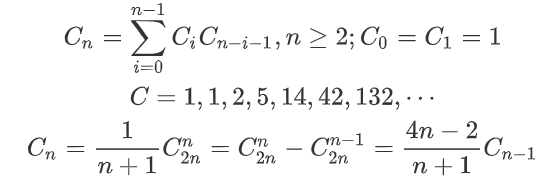 C_n = \sum_{i=0}^{n-1} C_i C_{n-i-1}, n \geq 2; C_0 = C_1 = 1
C = 1, 1, 2, 5, 14, 42, 132, \cdots
C_n = \frac{1}{n+1} C_{2n}^{n} = C_{2n}^{n} - C_{2n}^{n-1} = \frac{4n-2}{n+1} C_{n-1}